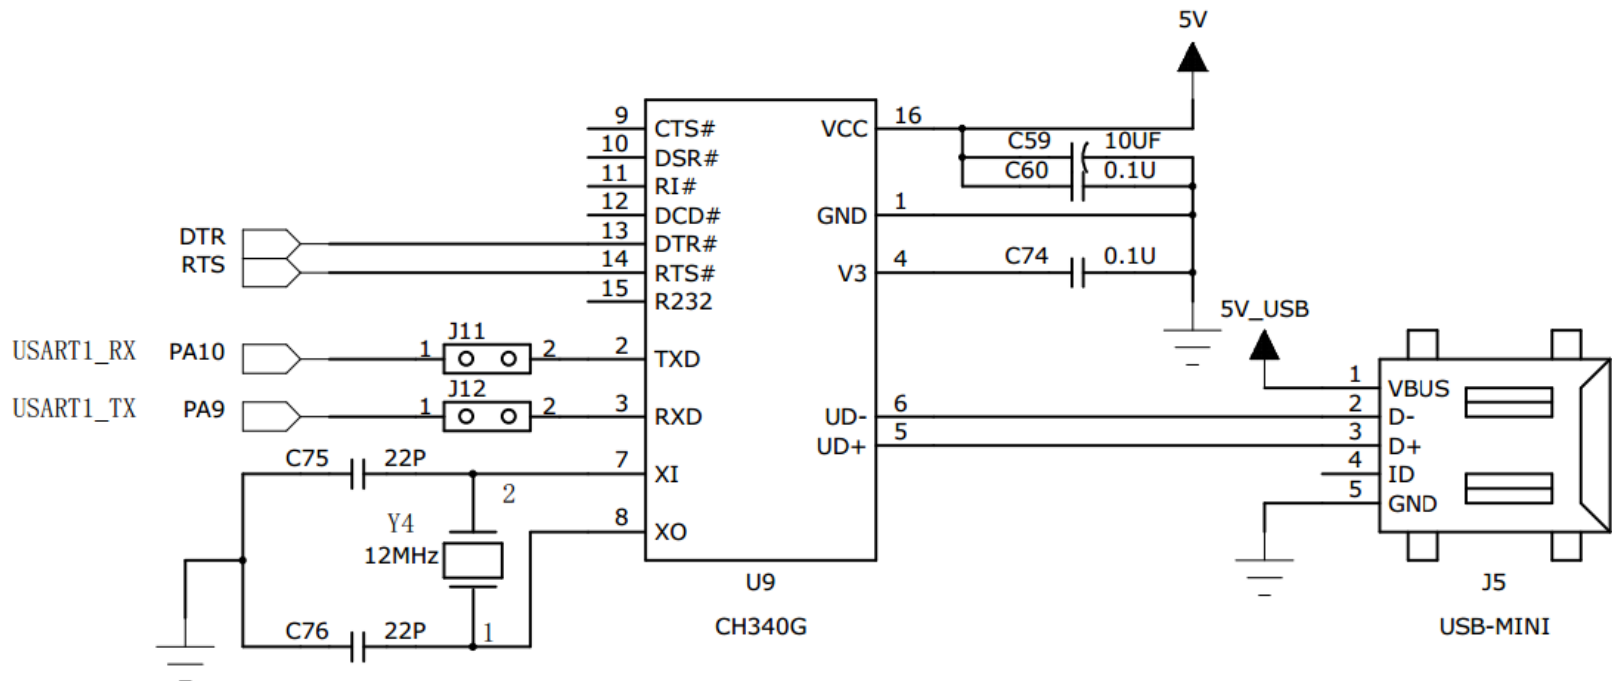 5V
9 CTS# VCC 16
10 DSR# C59 10UF
11 RI# C60 0.1U
12 DCD# GND 1
DTR 13 DTR#
RTS 14 RTS# V3 4 C74 0.1U
15 R232
5V_USB
USART1_RX PA10 1 J11 2 2 TXD
1 VBUS
USART1_TX PA9 1 J12 2 3 RXD UD- 6 2 D-
UD+ 5 3 D+
C75 22P 7 XI 4 ID
2
5 GND
Y4 8 XO
12MHz
U9 J5
C76 22P 1 CH340G USB-MINI